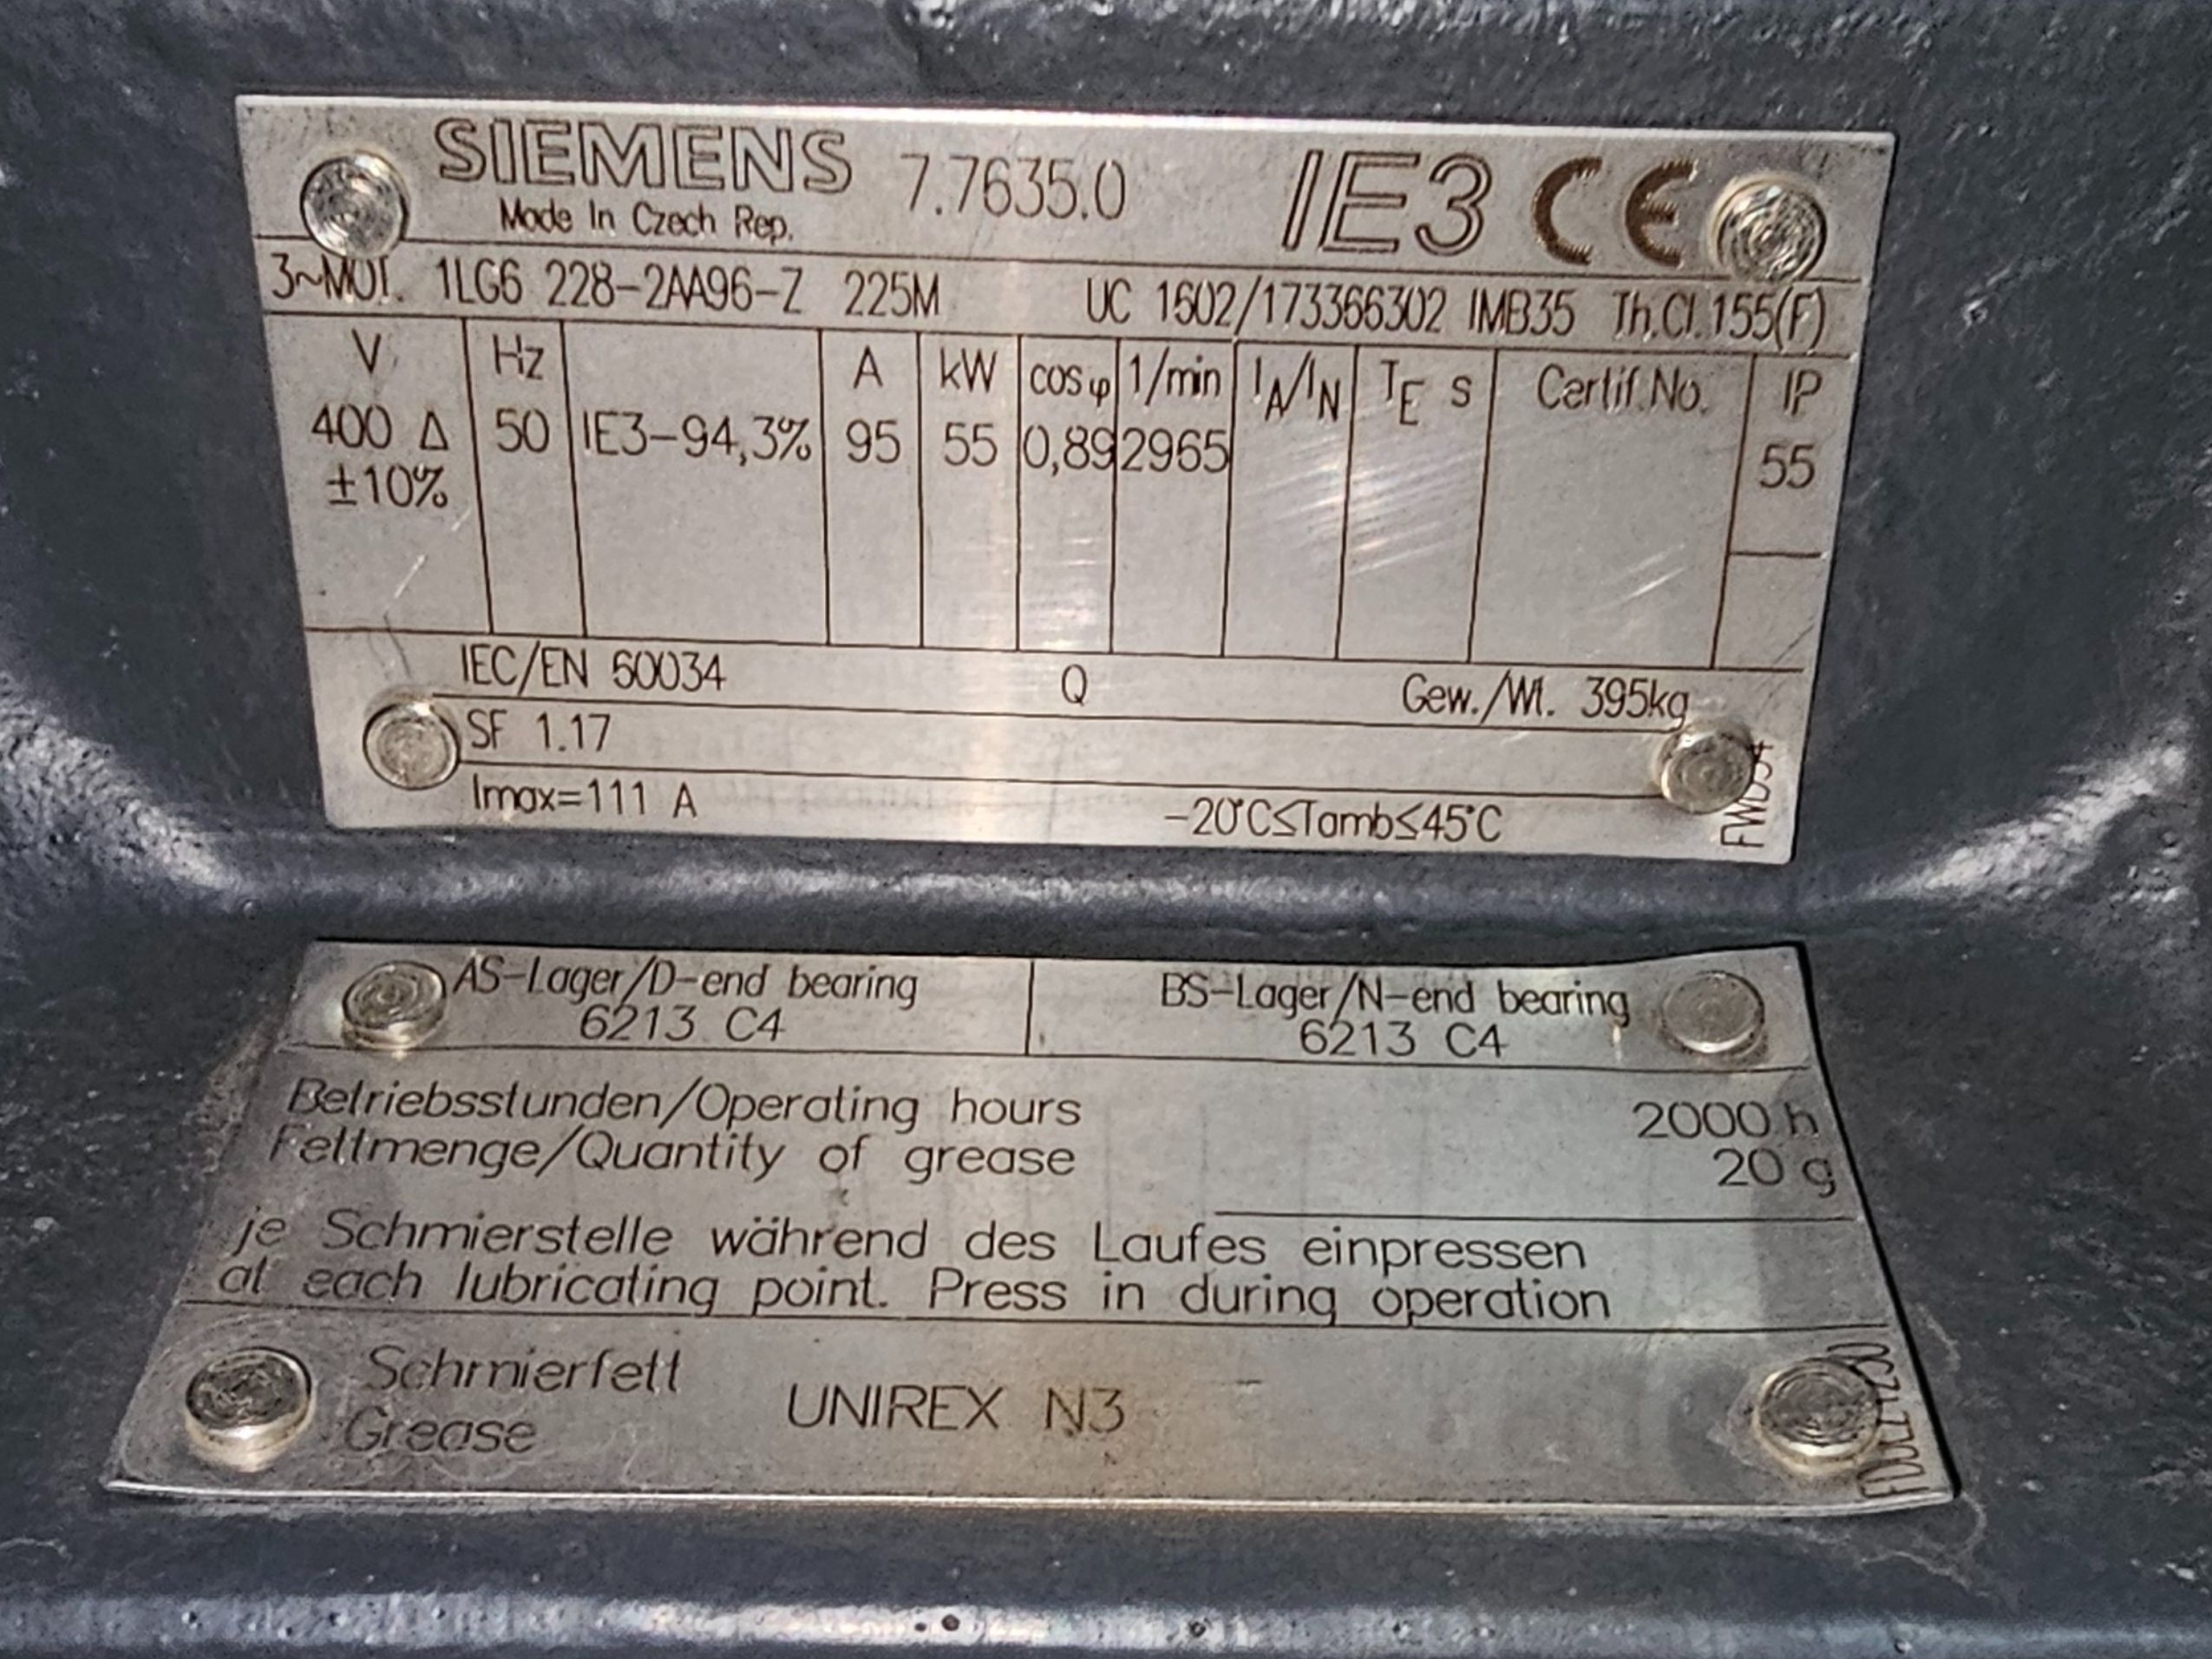 SIEMENS 7.7635.0 IE3 CE
Made In Czech Rep.
3~MOT. 1LG6 228-2AA96-Z 225M UC 1602/173366302 IMB35 Th.Cl.155(F)
V Hz A kW cosφ 1/min IA/IN TE s Certif.No. IP
400 Δ 50 IE3-94,3% 95 55 0,89 2965 55
±10%
IEC/EN 60034 Q Gew./Wt. 395kg
SF 1.17
Imax=111 A -20°C≤Tamb≤45°C
AS-Lager/D-end bearing BS-Lager/N-end bearing
6213 C4 6213 C4
Betriebsstunden/Operating hours 2000 h
Fettmenge/Quantity of grease 20 g
je Schmierstelle während des Laufes einpressen
at each lubricating point. Press in during operation
Schmierfett
UNIREX N3
Grease